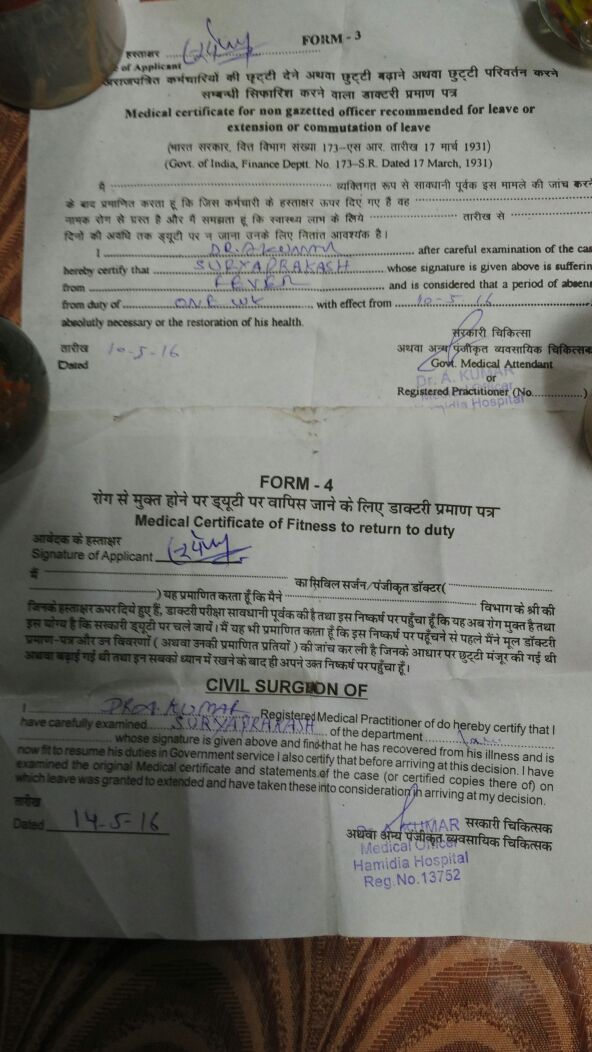 FORM - 3
हस्ताक्षर
e of Applicant
अराजपत्रित कर्मचारियों की छ्ट्टी देने अथवा छुट्टी बढ़ाने अथवा छुट्टी परिवर्तन करने
सम्बन्धी सिफारिश करने वाला डाक्टरी प्रमाण पत्र
Medical certificate for non gazetted officer recommended for leave or
extension or commutation of leave
(भारत सरकार, वित्त विभाग संख्या 173-एस आर. तारीख 17 मार्च 1931)
(Govt. of India, Finance Deptt. No. 173-S.R. Dated 17 March, 1931)
मैं व्यक्तिगत रूप से सावधानी पूर्वक इस मामले की जांच करने
के बाद प्रमाणित करता हूं कि जिस कर्मचारी के हस्ताक्षर ऊपर दिए गए है वह
नामक रोग से ग्रस्त है और मैं समझता हूं कि स्वास्थ्य लाभ के लिये तारीख से
दिनों की अवधि तक ड्यूटी पर न जाना उनके लिए नितांत आवश्यक है।
I DR.A KUMAR after careful examination of the cas
hereby certify that SURYAPRAKASH whose signature is given above is sufferin
from FEVER and is considered that a period of absen
from duty of ONE WK with effect from 10-5-16
absolutely necessary or the restoration of his health.
सरकारी चिकित्सा
तारीख 10-5-16 अथवा अन्य पंजीकृत व्यवसायिक चिकित्सक
Dated Govt. Medical Attendant
Dr. A. KUMAR
or
Medical Officer
Registered Practitioner (No.............)
Hamidia Hospital
FORM - 4
रोग से मुक्त होने पर ड्यूटी पर वापिस जाने के लिए डाक्टरी प्रमाण पत्र
Medical Certificate of Fitness to return to duty
आवेदक के हस्ताक्षर
Signature of Applicant
मैं का सिविल सर्जन/पंजीकृत डॉक्टर(
) यह प्रमाणित करता हूँ कि मैने विभाग के श्री की
जिनके हस्ताक्षर ऊपर दिये हुए हैं, डाक्टरी परीक्षा सावधानी पूर्वक की है तथा इस निष्कर्ष पर पहुँचा हूँ कि यह अब रोग मुक्त है तथा
इस योग्य है कि सरकारी ड्यूटी पर चले जायें। मैं यह भी प्रमाणित करता हूँ कि इस निष्कर्ष पर पहुँचने से पहले मैंने मूल डॉक्टरी
प्रमाण-पत्र और उन विवरणों (अथवा उनकी प्रमाणित प्रतियों) की जांच कर ली है जिनके आधार पर छुट्टी मंजूर की गई थी
अथवा बढ़ाई गई थी तथा इन सबको ध्यान में रखने के बाद ही अपने उक्त निष्कर्ष पर पहुँचा हूँ।
CIVIL SURGEON OF
I DR A. KUMAR Registered Medical Practitioner of do hereby certify that I
have carefully examined SURYAPRAKASH of the department
whose signature is given above and find that he has recovered from his illness and is
now fit to resume his duties in Government service I also certify that before arriving at this decision. I have
examined the original Medical certificate and statements of the case (or certified copies there of) on
which leave was granted to extended and have taken these into consideration in arriving at my decision.
तारीख
Dated 14-5-16 KUMAR सरकारी चिकित्सक
अथवा अन्य पंजीकृत व्यवसायिक चिकित्सक
Medical Officer
Hamidia Hospital
Reg.No.13752